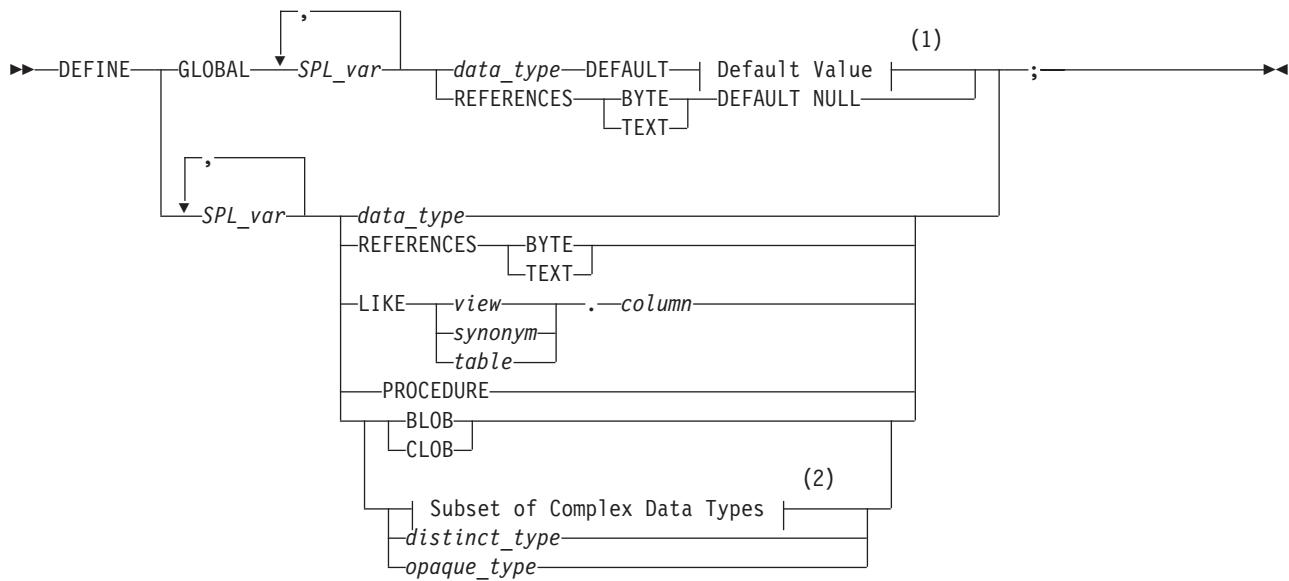 ,
(1)
DEFINE GLOBAL SPL_var data_type DEFAULT Default Value ;
REFERENCES BYTE DEFAULT NULL
TEXT
,
SPL_var data_type
REFERENCES BYTE
TEXT
LIKE view . column
synonym
table
PROCEDURE
BLOB
CLOB
(2)
Subset of Complex Data Types
distinct_type
opaque_type